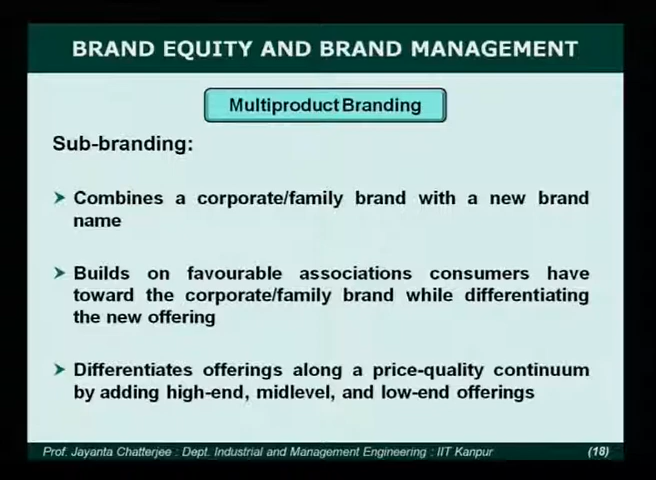 BRAND EQUITY AND BRAND MANAGEMENT
Multiproduct Branding
Sub-branding:
➤ Combines a corporate/family brand with a new brand
name
➤ Builds on favourable associations consumers have
toward the corporate/family brand while differentiating
the new offering
➤ Differentiates offerings along a price-quality continuum
by adding high-end, midlevel, and low-end offerings
Prof. Jayanta Chatterjee : Dept. Industrial and Management Engineering : IIT Kanpur (18)